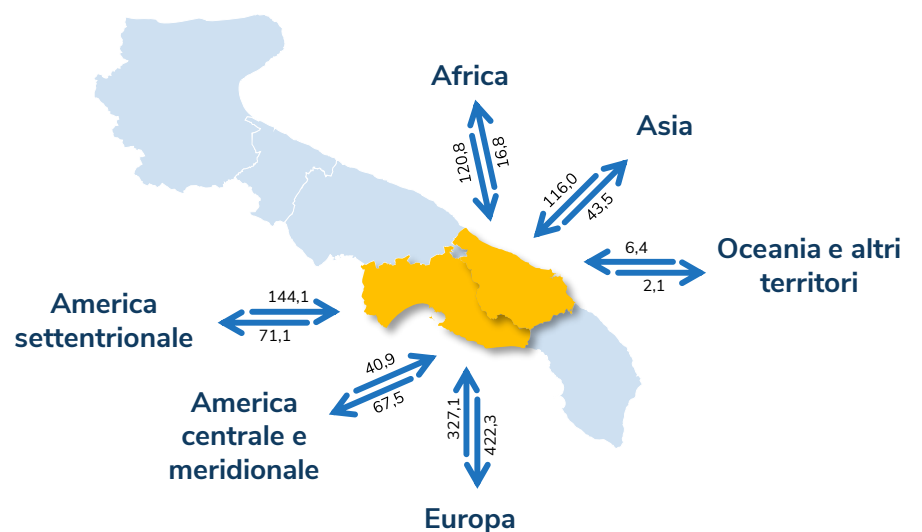 Africa
120,8
16,8
Asia
116,0
43,5
6,4
2,1
Oceania e altri
territori
America
settentrionale
144,1
71,1
40,9
67,5
America
centrale e
meridionale
327,1
422,3
Europa